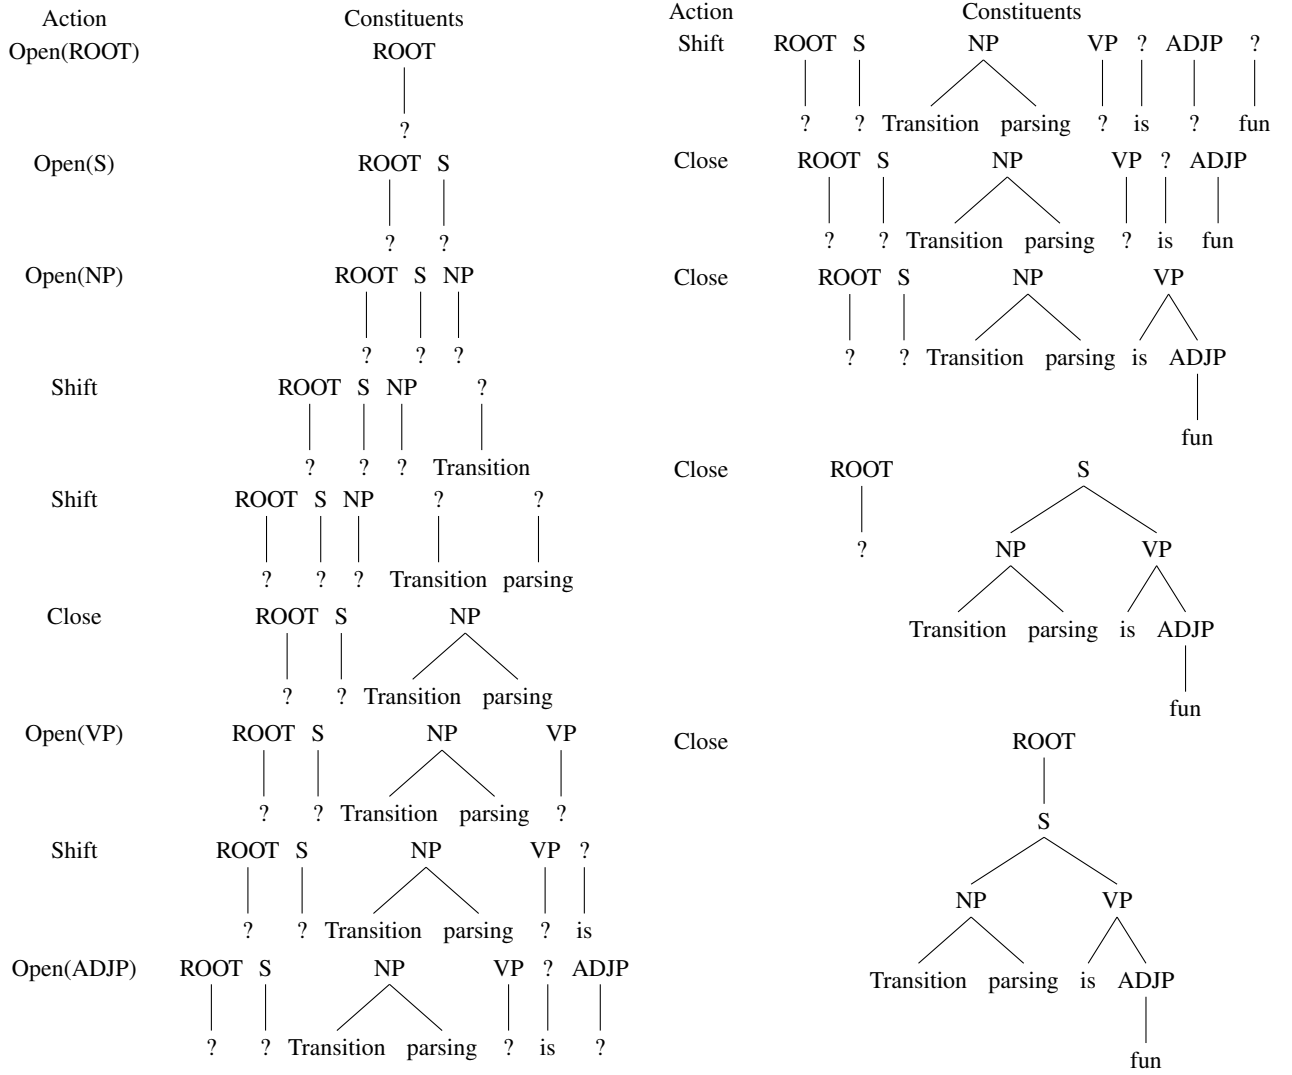 Action Constituents
Open(ROOT) ROOT
?
Open(S) ROOT S
? ?
Open(NP) ROOT S NP
? ? ?
Shift ROOT S NP ?
? ? ? Transition
Shift ROOT S NP ? ?
? ? ? Transition parsing
Close ROOT S NP
? ? Transition parsing
Open(VP) ROOT S NP VP
? ? Transition parsing ?
Shift ROOT S NP VP ?
? ? Transition parsing ? is
Open(ADJP) ROOT S NP VP ? ADJP
? ? Transition parsing ? is ?
Action Constituents
Shift ROOT S NP VP ? ADJP ?
? ? Transition parsing ? is ? fun
Close ROOT S NP VP ? ADJP
? ? Transition parsing ? is fun
Close ROOT S NP VP
? ? Transition parsing is ADJP
fun
Close ROOT S
? NP VP
Transition parsing is ADJP
fun
Close ROOT
S
NP VP
Transition parsing is ADJP
fun